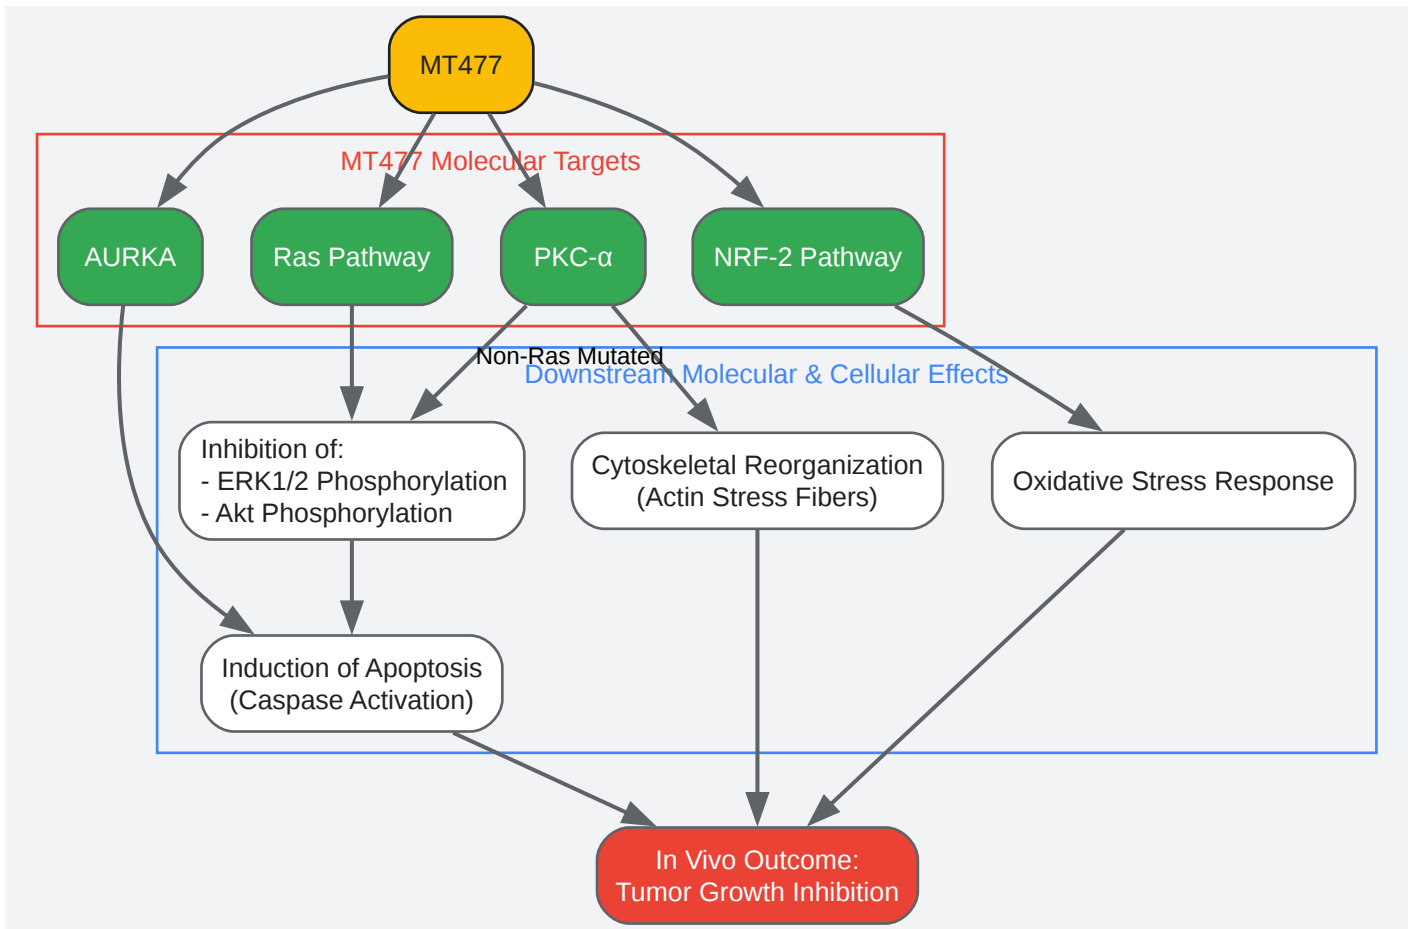 MT477
MT477 Molecular Targets
AURKA
Ras Pathway
PKC-α
NRF-2 Pathway
Non-Ras Mutated
Downstream Molecular & Cellular Effects
Inhibition of:
- ERK1/2 Phosphorylation
- Akt Phosphorylation
Cytoskeletal Reorganization
(Actin Stress Fibers)
Oxidative Stress Response
Induction of Apoptosis
(Caspase Activation)
In Vivo Outcome:
Tumor Growth Inhibition